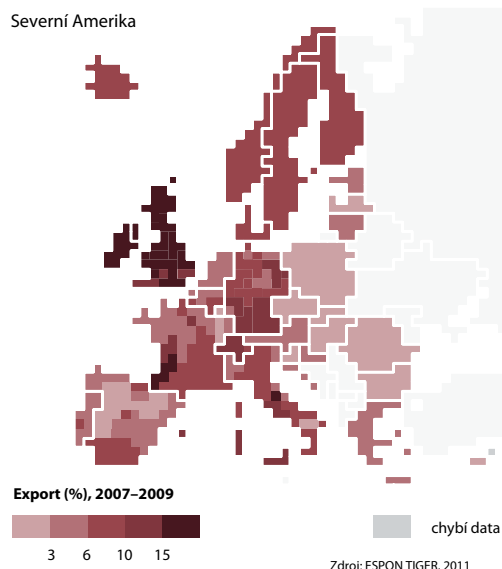 Severní Amerika
Export (%), 2007–2009
3 6 10 15
chybí data
Zdroj: ESPON TIGER, 2011